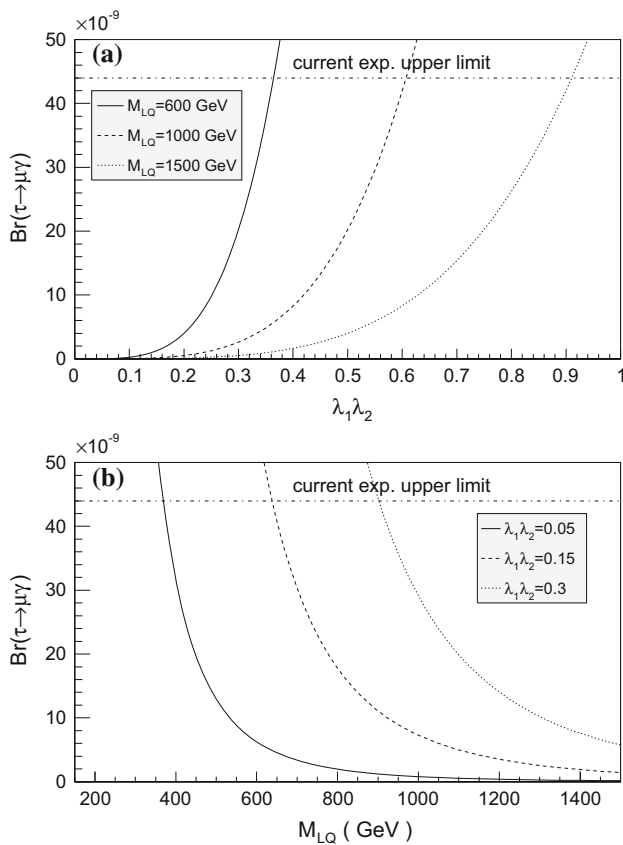 ×10⁻⁹
(a)
current exp. upper limit
M_LQ=600 GeV
M_LQ=1000 GeV
M_LQ=1500 GeV
Br(τ→μγ)
50
40
30
20
10
0
0 0.1 0.2 0.3 0.4 0.5 0.6 0.7 0.8 0.9 1
λ₁λ₂
×10⁻⁹
(b)
current exp. upper limit
λ₁λ₂=0.05
λ₁λ₂=0.15
λ₁λ₂=0.3
Br(τ→μγ)
50
40
30
20
10
0
200 400 600 800 1000 1200 1400
M_LQ ( GeV )